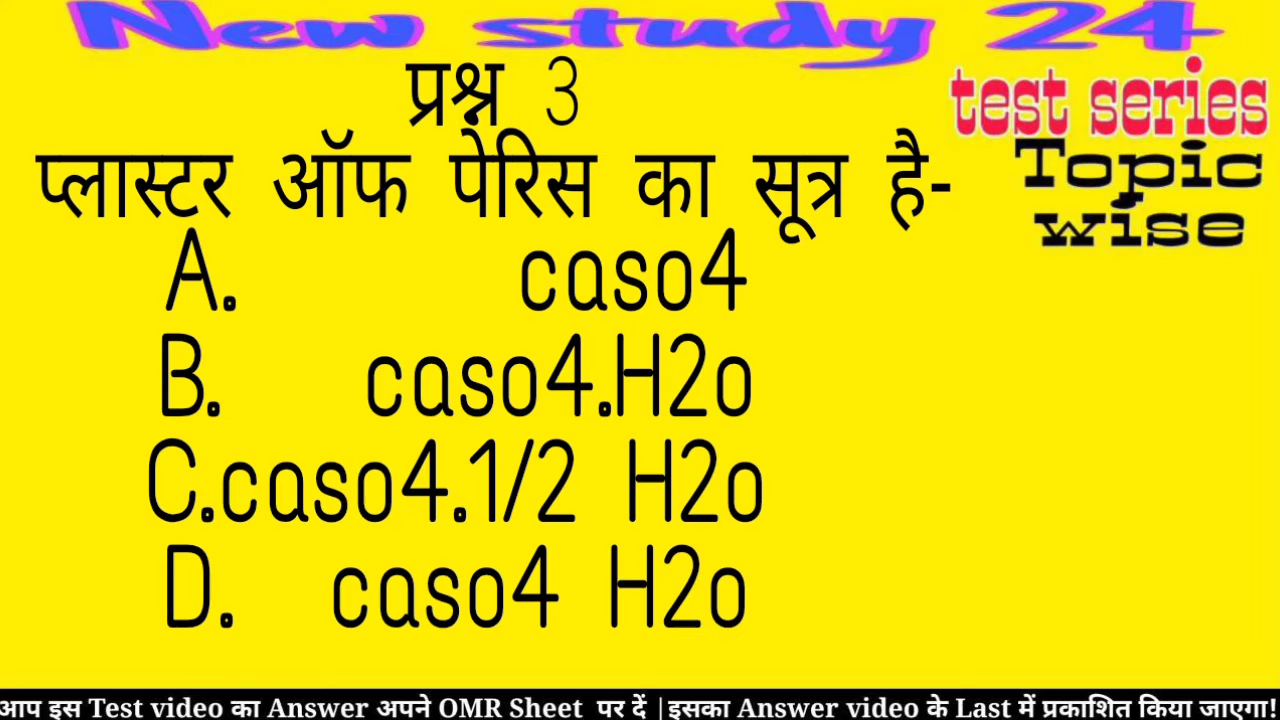 New study 24
प्रश्न 3
test series
Topic
wise
प्लास्टर ऑफ पेरिस का सूत्र है-
A. caso4
B. caso4.H2o
C.caso4.1/2 H2o
D. caso4 H2o
आप इस Test video का Answer अपने OMR Sheet पर दें |इसका Answer video के Last में प्रकाशित किया जाएगा!